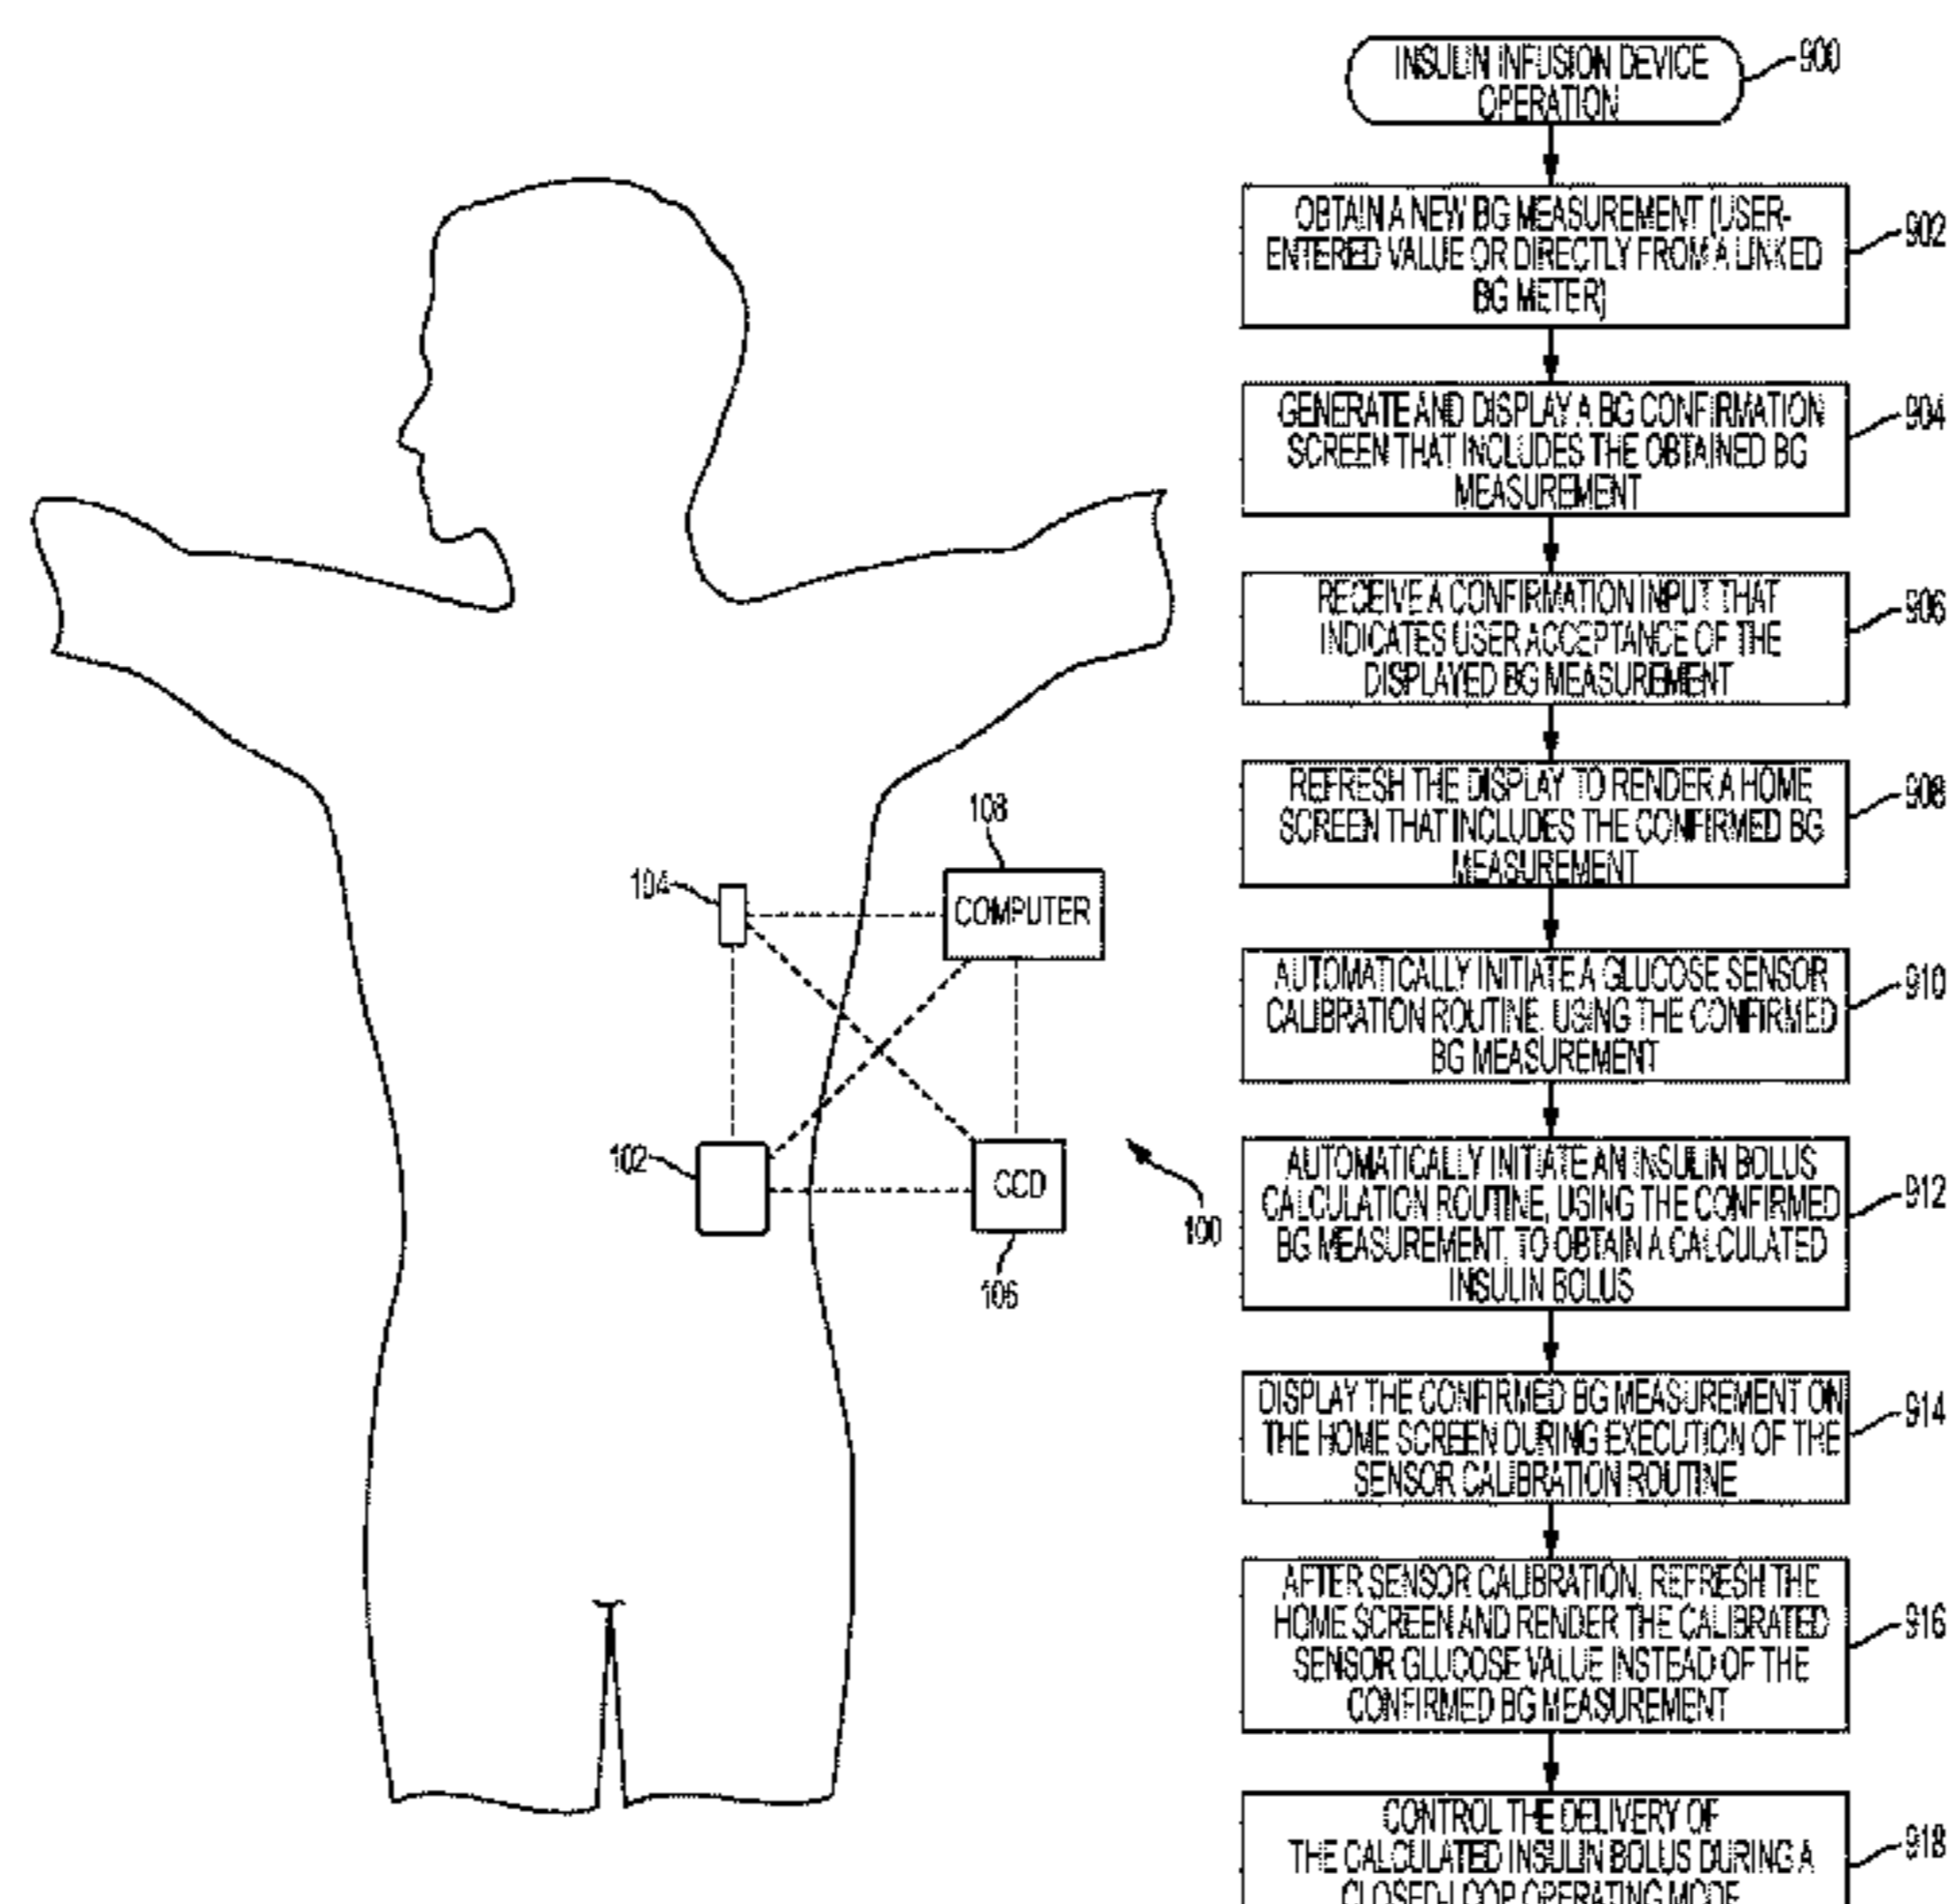 108
104
COMPUTER
102
CCD
100
106
INSULIN INFUSION DEVICE
OPERATION
900
OBTAIN A NEW BG MEASUREMENT (USER-
ENTERED VALUE OR DIRECTLY FROM A LINKED
BG METER)
902
GENERATE AND DISPLAY A BG CONFIRMATION
SCREEN THAT INCLUDES THE OBTAINED BG
MEASUREMENT
904
RECEIVE A CONFIRMATION INPUT THAT
INDICATES USER ACCEPTANCE OF THE
DISPLAYED BG MEASUREMENT
906
REFRESH THE DISPLAY TO RENDER A HOME
SCREEN THAT INCLUDES THE CONFIRMED BG
MEASUREMENT
908
AUTOMATICALLY INITIATE A GLUCOSE SENSOR
CALIBRATION ROUTINE, USING THE CONFIRMED
BG MEASUREMENT
910
AUTOMATICALLY INITIATE AN INSULIN BOLUS
CALCULATION ROUTINE, USING THE CONFIRMED
BG MEASUREMENT, TO OBTAIN A CALCULATED
INSULIN BOLUS
912
DISPLAY THE CONFIRMED BG MEASUREMENT ON
THE HOME SCREEN DURING EXECUTION OF THE
SENSOR CALIBRATION ROUTINE
914
AFTER SENSOR CALIBRATION, REFRESH THE
HOME SCREEN AND RENDER THE CALIBRATED
SENSOR GLUCOSE VALUE INSTEAD OF THE
CONFIRMED BG MEASUREMENT
916
CONTROL THE DELIVERY OF
THE CALCULATED INSULIN BOLUS DURING A
CLOSED-LOOP OPERATING MODE
918